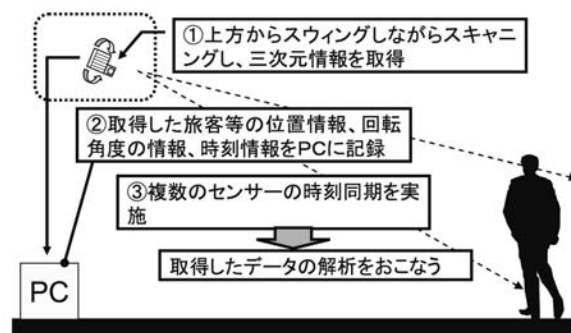 ①上方からスウィングしながらスキャニ
ングし、三次元情報を取得
②取得した旅客等の位置情報、回転
角度の情報、時刻情報をPCに記録
③複数のセンサーの時刻同期を実
施
取得したデータの解析をおこなう
PC